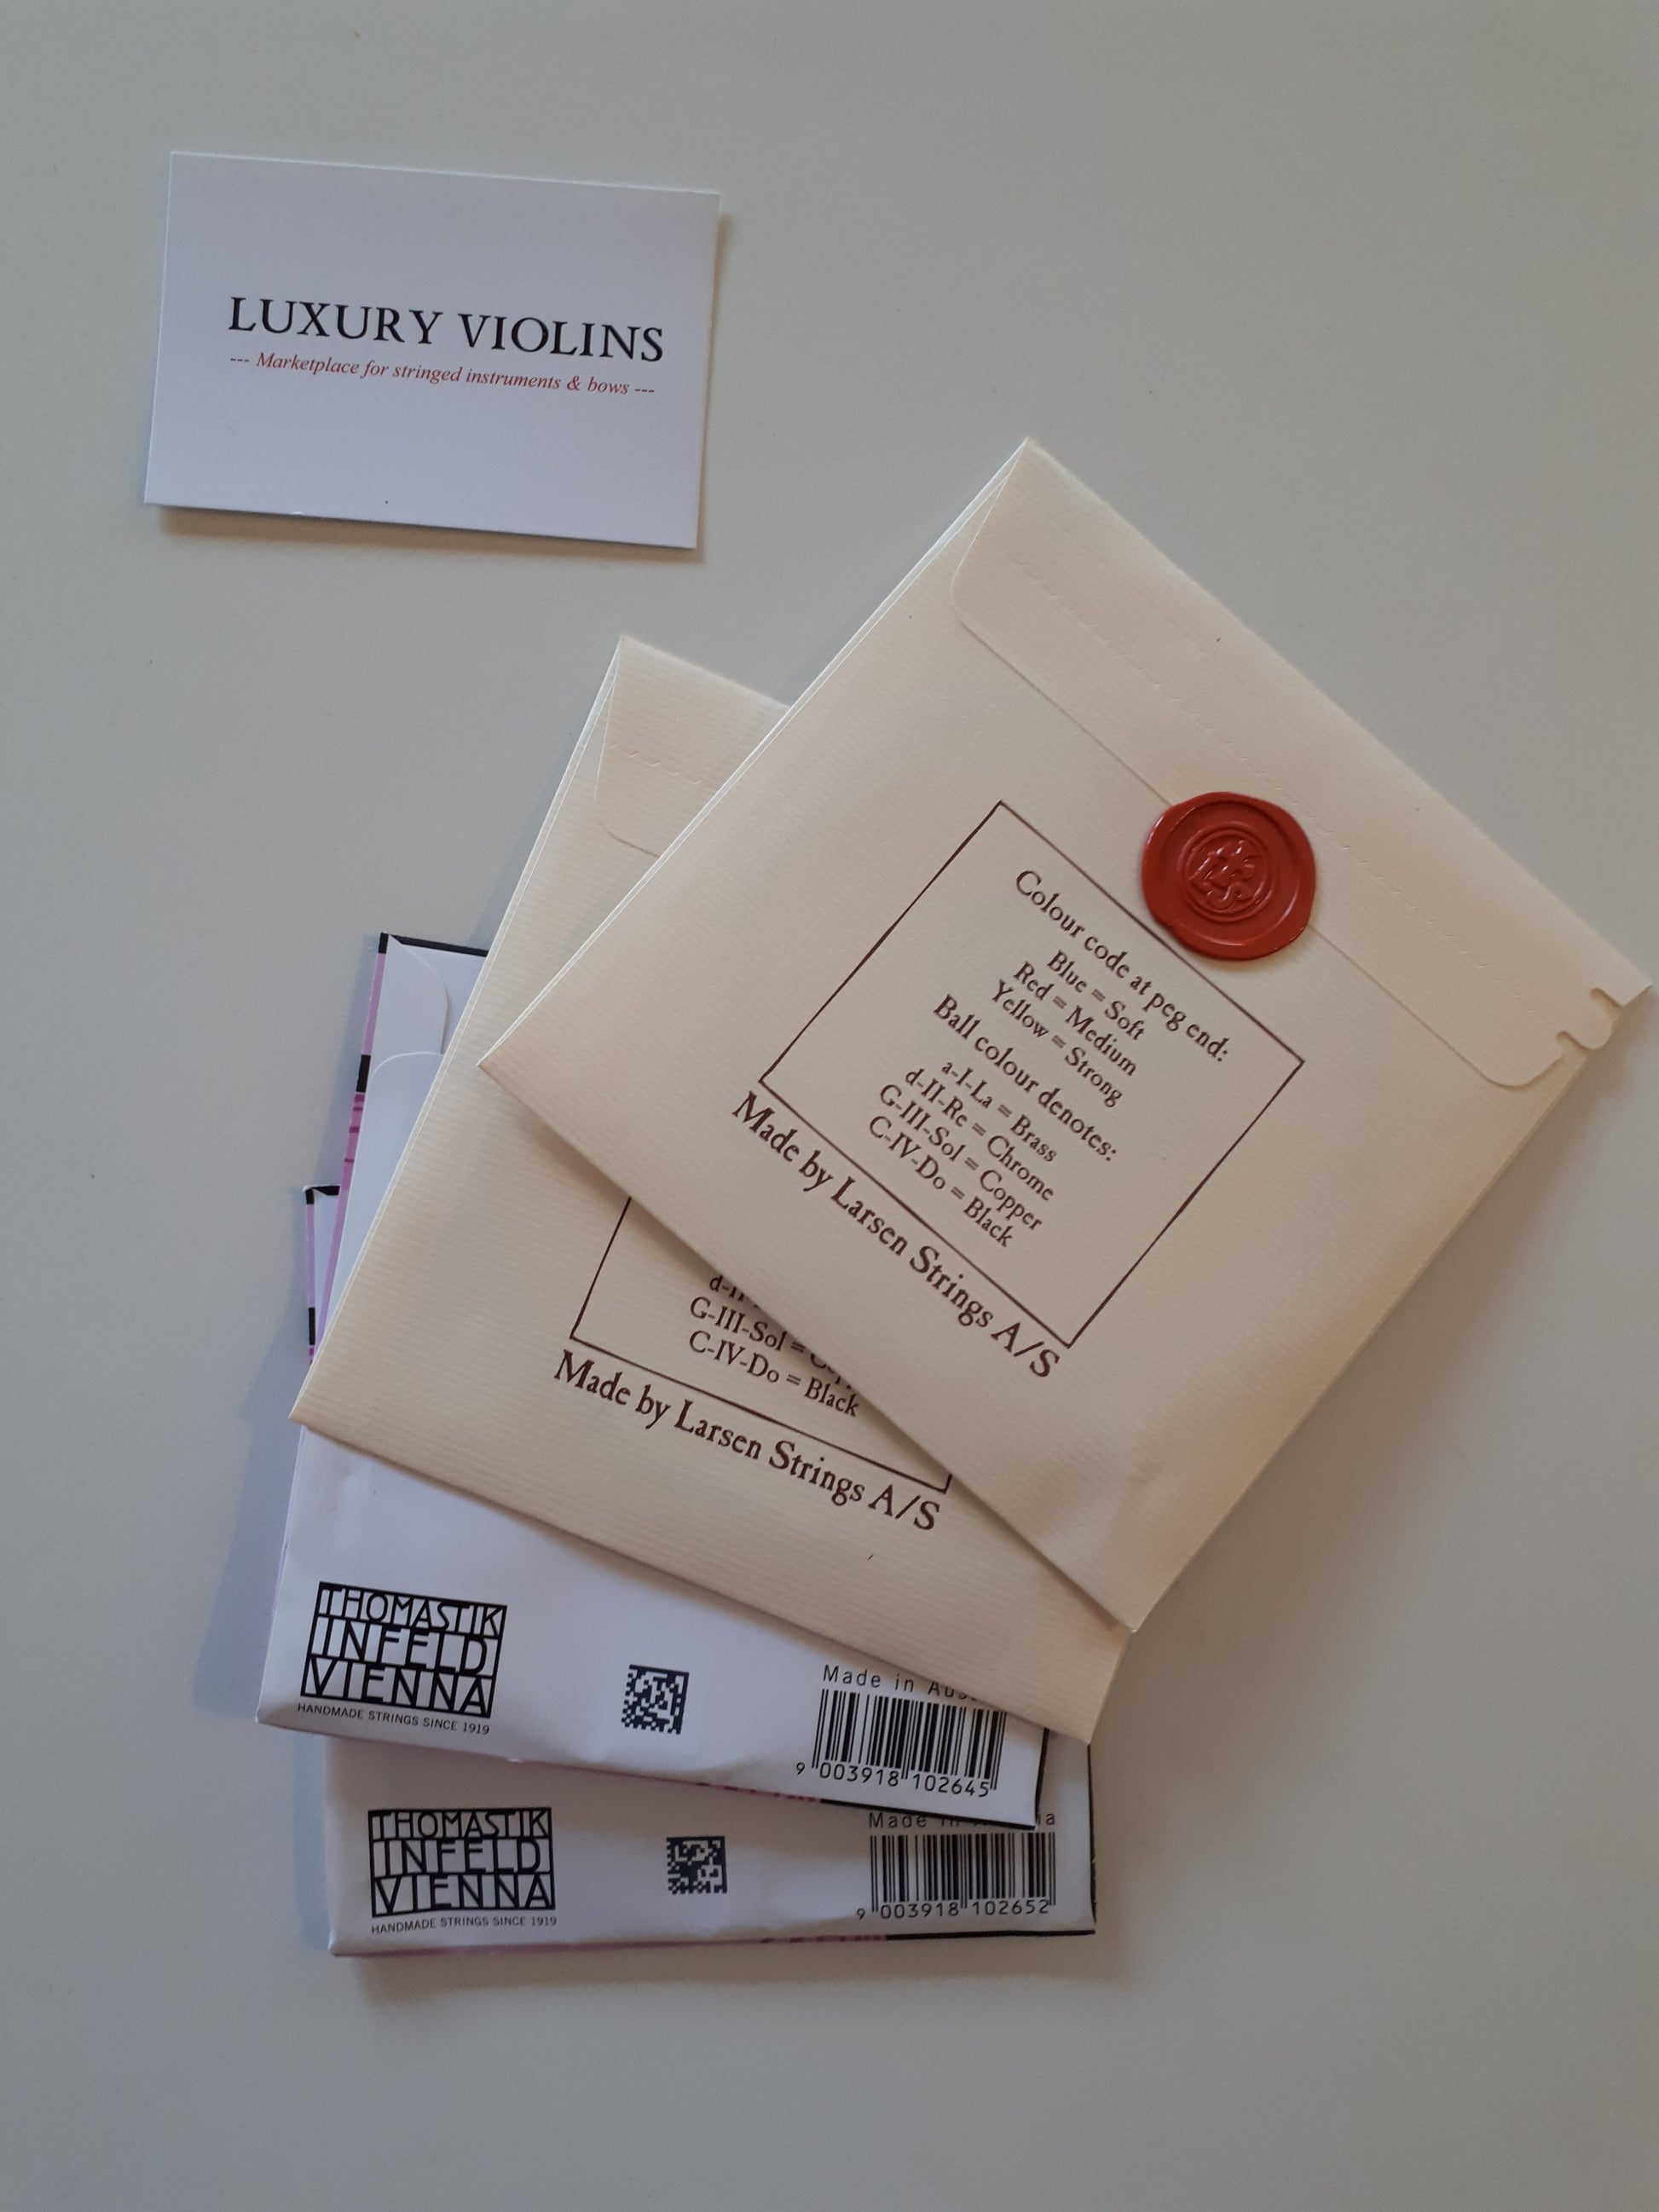 LUXURY VIOLINS
--- Marketplace for stringed instruments & bows ---
Colour code at peg end:
Blue = Soft
Red = Medium
Yellow = Strong
Ball colour denotes:
a-I-La = Brass
d-II-Re = Chrome
G-III-Sol = Copper
C-IV-Do = Black
Made by Larsen Strings A/S
G-III-Sol =
C-IV-Do = Black
Made by Larsen Strings A/S
THOMASTIK
INFELD
VIENNA
HANDMADE STRINGS SINCE 1919
Made in
9 003918 102645
THOMASTIK
INFELD
VIENNA
HANDMADE STRINGS SINCE 1919
Made in
9 003918 102652